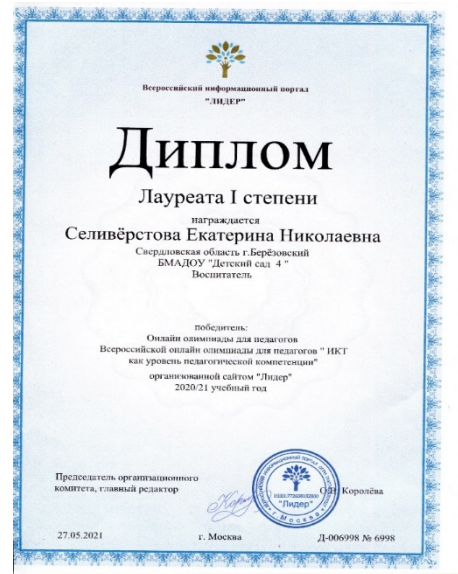 Всероссийский информационный портал
"ЛИДЕР"
Диплом
Лауреата I степени
награждается
Селивёрстова Екатерина Николаевна
Свердловская область г.Берёзовский
БМАДОУ "Детский сад 4 "
Воспитатель
победитель:
Онлайн олимпиады для педагогов
Всероссийской онлайн олимпиады для педагогов " ИКТ
как уровень педагогической компетенции"
организованной сайтом "Лидер"
2020/21 учебный год
Председатель организационного
комитета, главный редактор
Королёва
"Лидер"
27.05.2021
г. Москва
Д-006998 № 6998